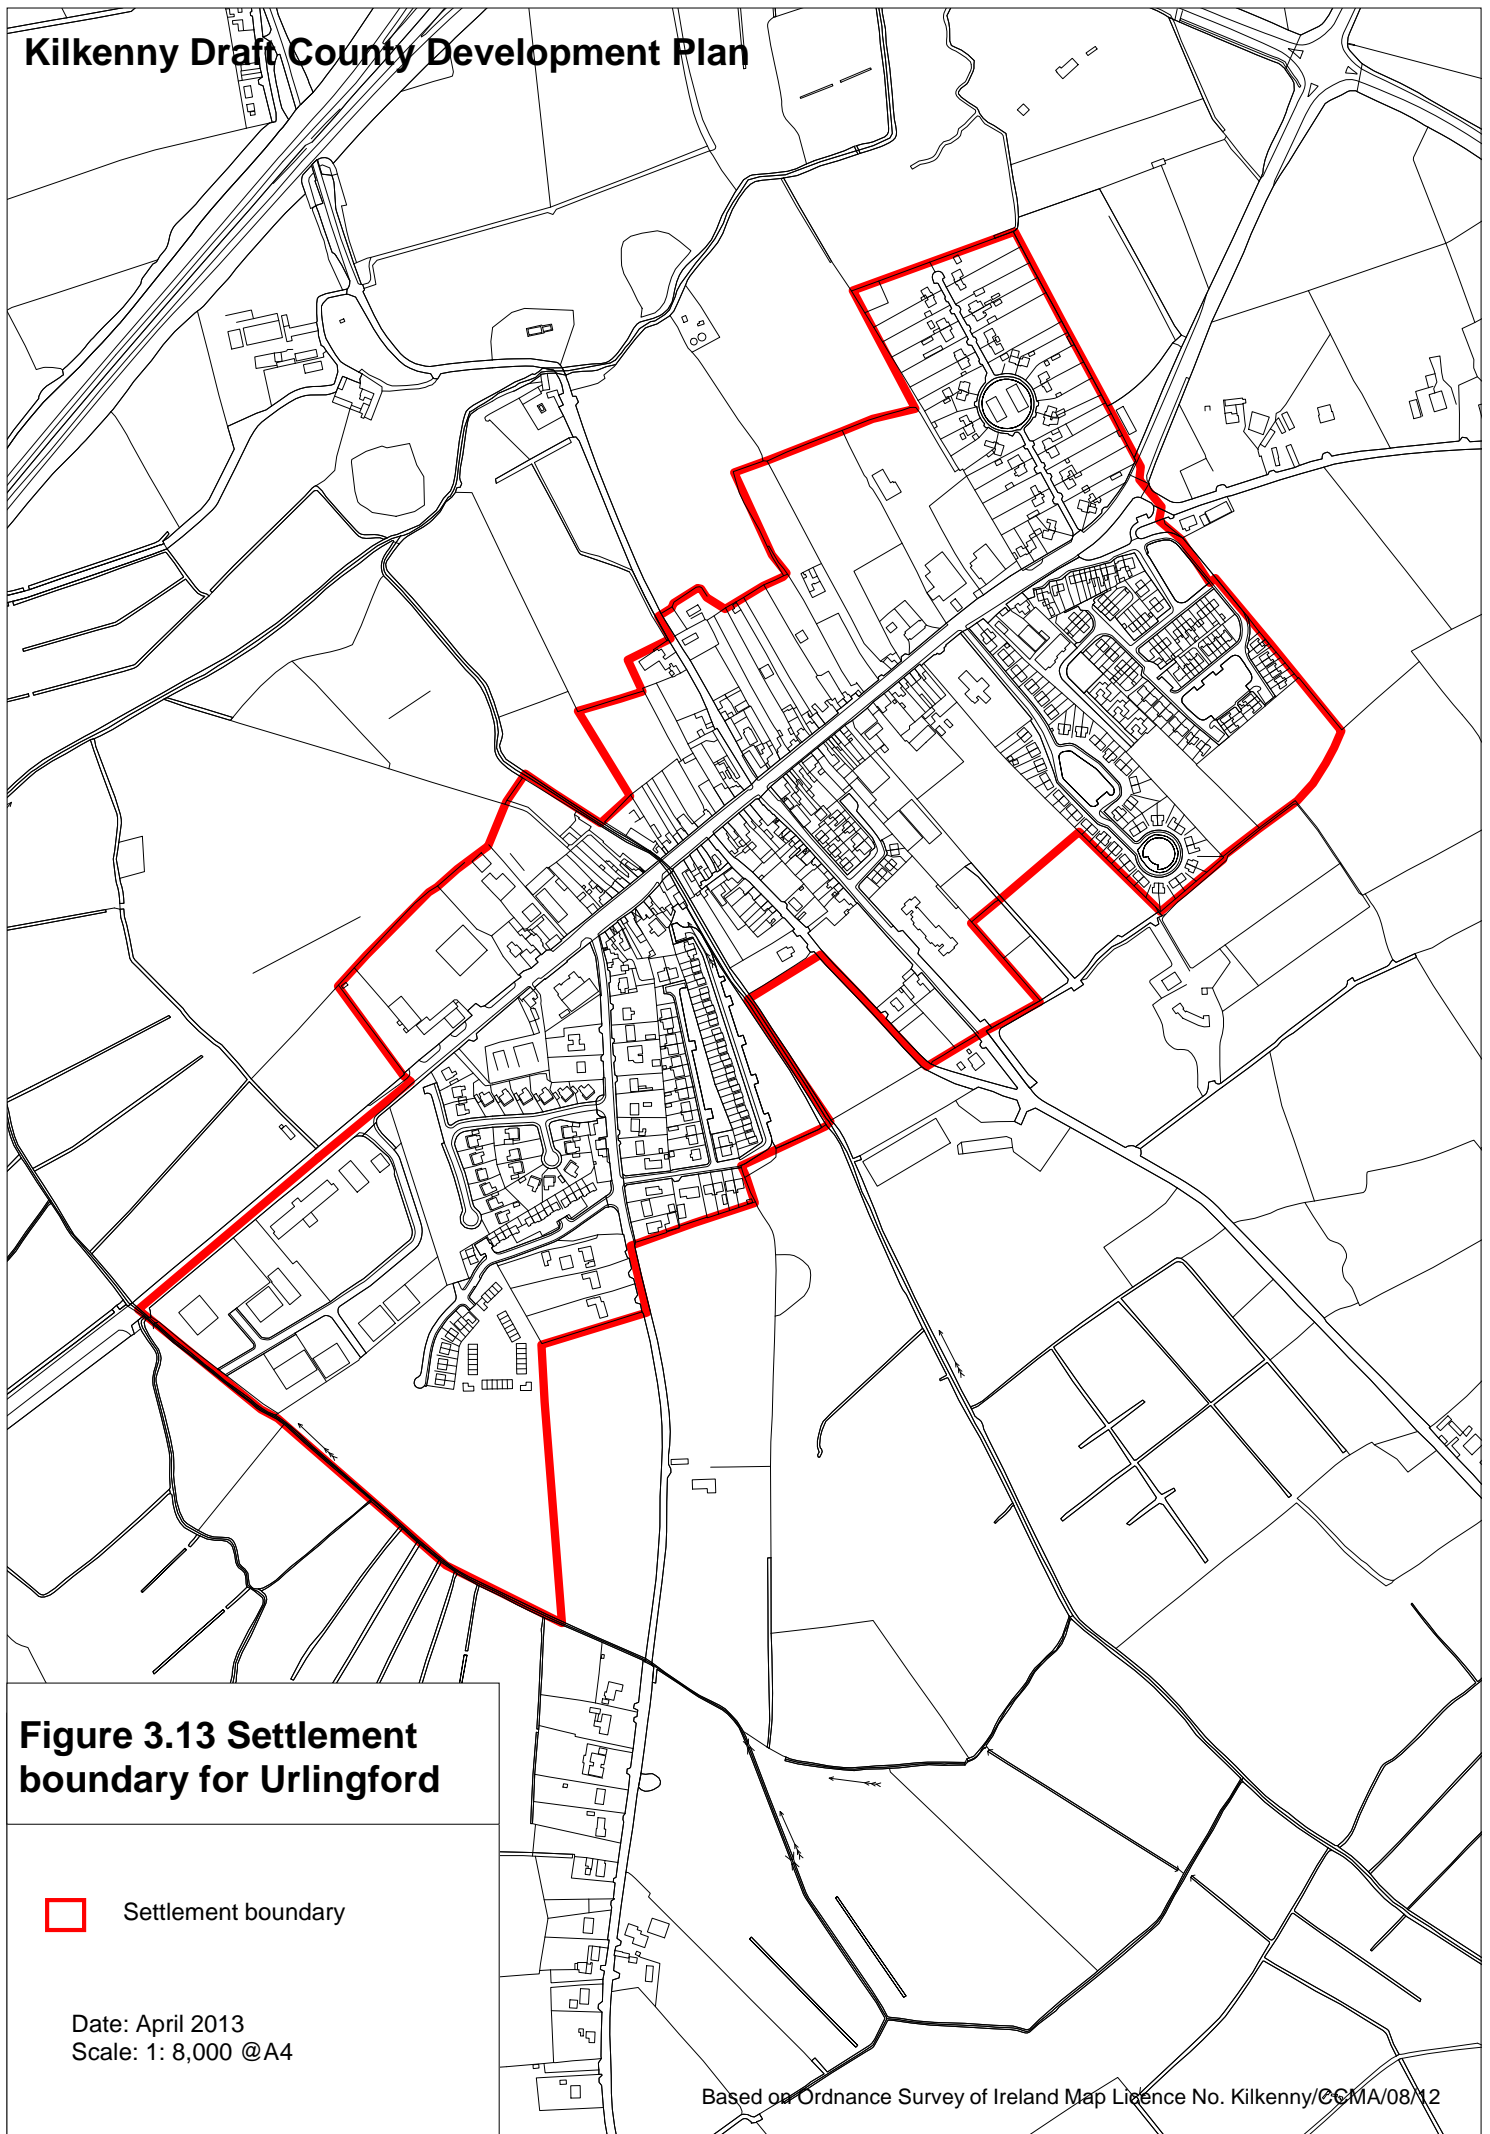 Kilkenny Draft County Development Plan
Figure 3.13 Settlement
boundary for Urlingford
Settlement boundary
Date: April 2013
Scale: 1: 8,000 @A4
Based on Ordnance Survey of Ireland Map Licence No. Kilkenny/CCMA/08/12